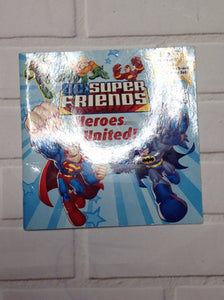 DC SUPER
FRIENDS
Heroes
United!